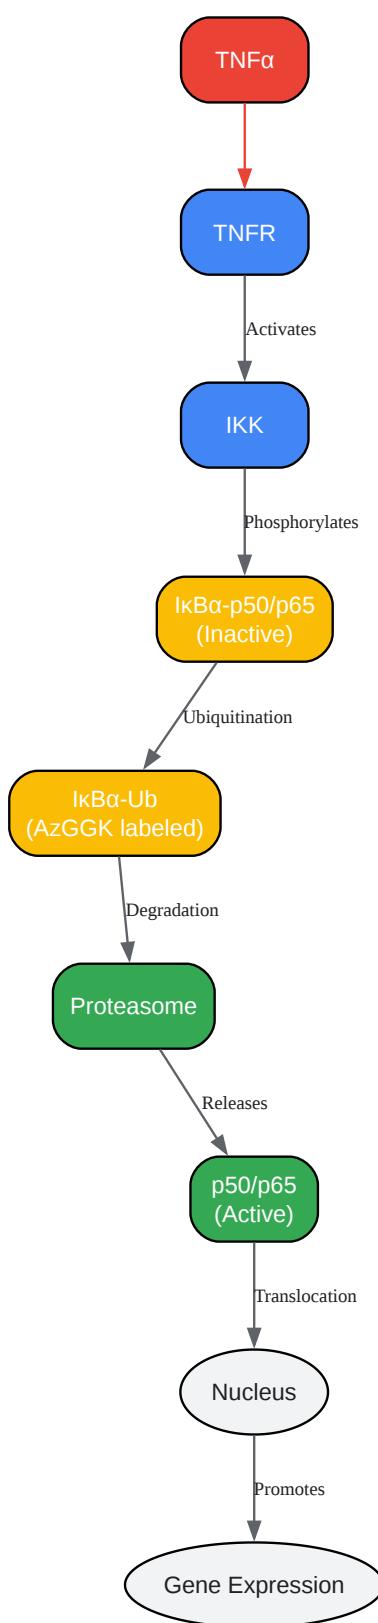 TNFα
TNFR
Activates
IKK
Phosphorylates
IκBα-p50/p65
(Inactive)
Ubiquitination
IκBα-Ub
(AzGGK labeled)
Degradation
Proteasome
Releases
p50/p65
(Active)
Translocation
Nucleus
Promotes
Gene Expression